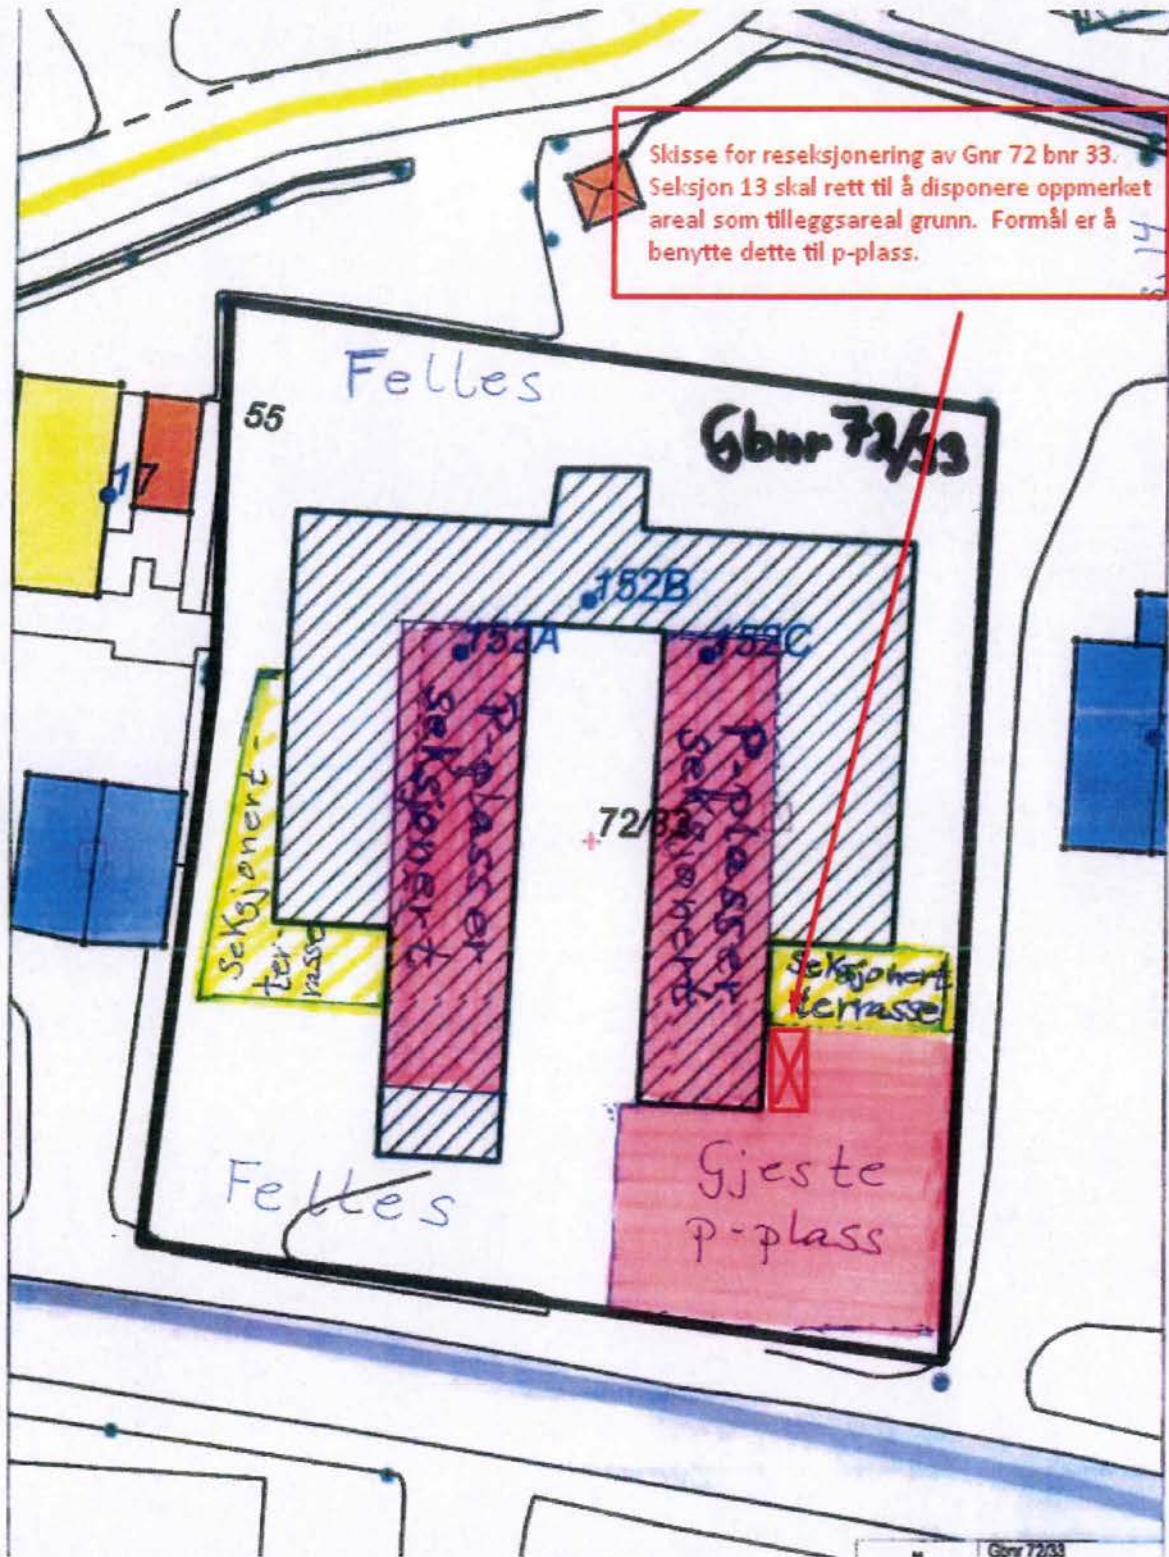 Skisse for reseksjonering av Gnr 72 bnr 33.
Seksjon 13 skal rett til å disponere oppmerket
areal som tilleggsareal grunn. Formål er å
benytte dette til p-plass.
Felles
55
Gbnr 72/33
17
152B
152A
152C
P-plasser
seksjonert
P-plasser
seksjonert
72/33
seksjonert-
ter
rasse
seksjonert
terrasse
Gjeste
p-plass
Felles
Gbnr 72/33